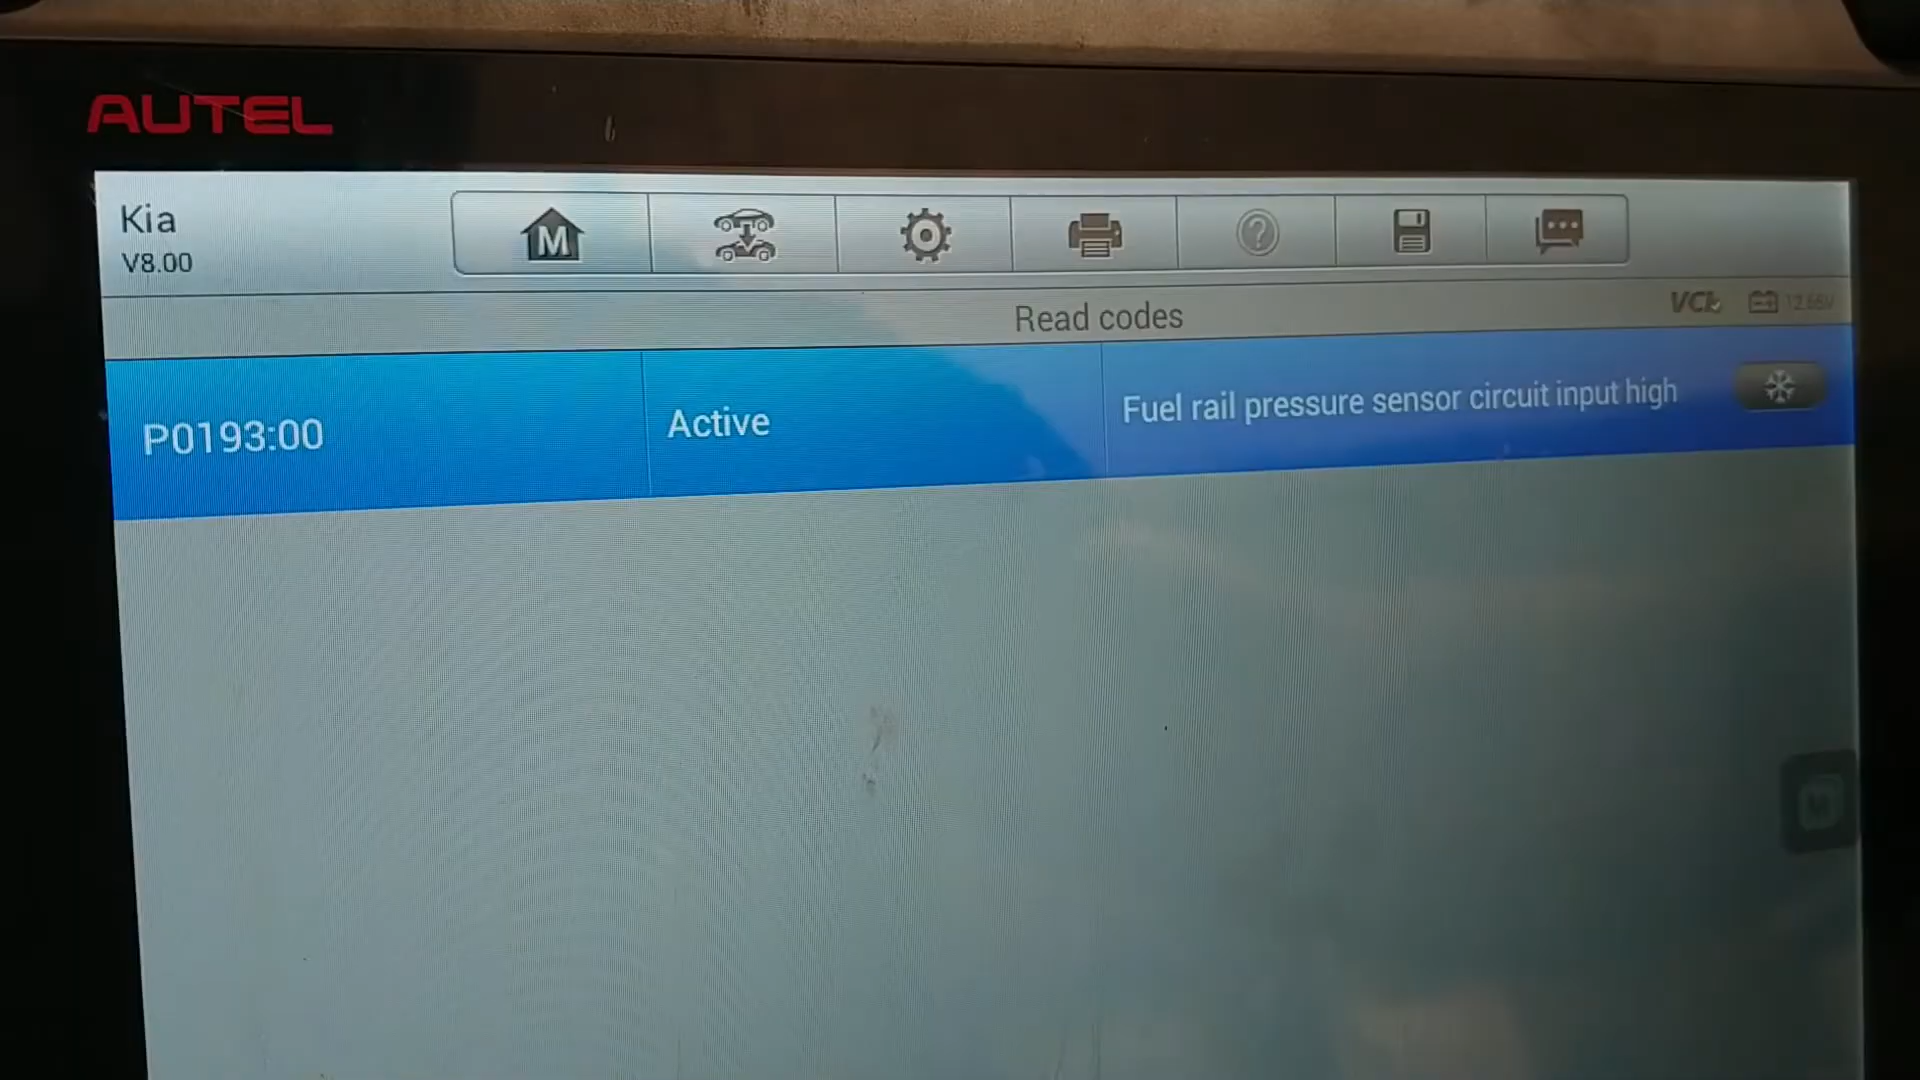 AUTEL
Kia
V8.00
M
Read codes
VCI
P0193:00
Active
Fuel rail pressure sensor circuit input high